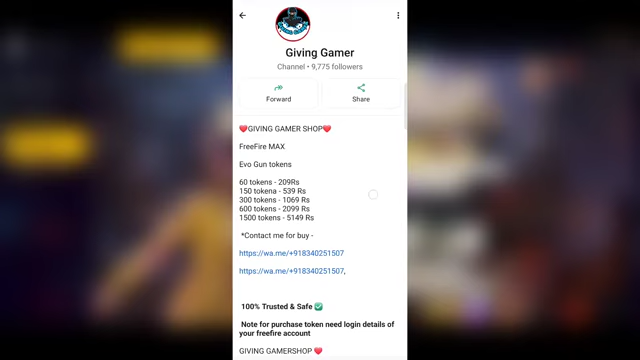 Giving Gamer
Channel • 9,775 followers
Forward
Share
❤️GIVING GAMER SHOP❤️
FreeFire MAX
Evo Gun tokens
60 tokens - 209Rs
150 tokena - 539 Rs
300 tokens - 1069 Rs
600 tokens - 2099 Rs
1500 tokens - 5149 Rs
*Contact me for buy -
https://wa.me/+918340251507
https://wa.me/+918340251507,
100% Trusted & Safe ✅
Note for purchase token need login details of
your freefire account
GIVING GAMERSHOP ❤️